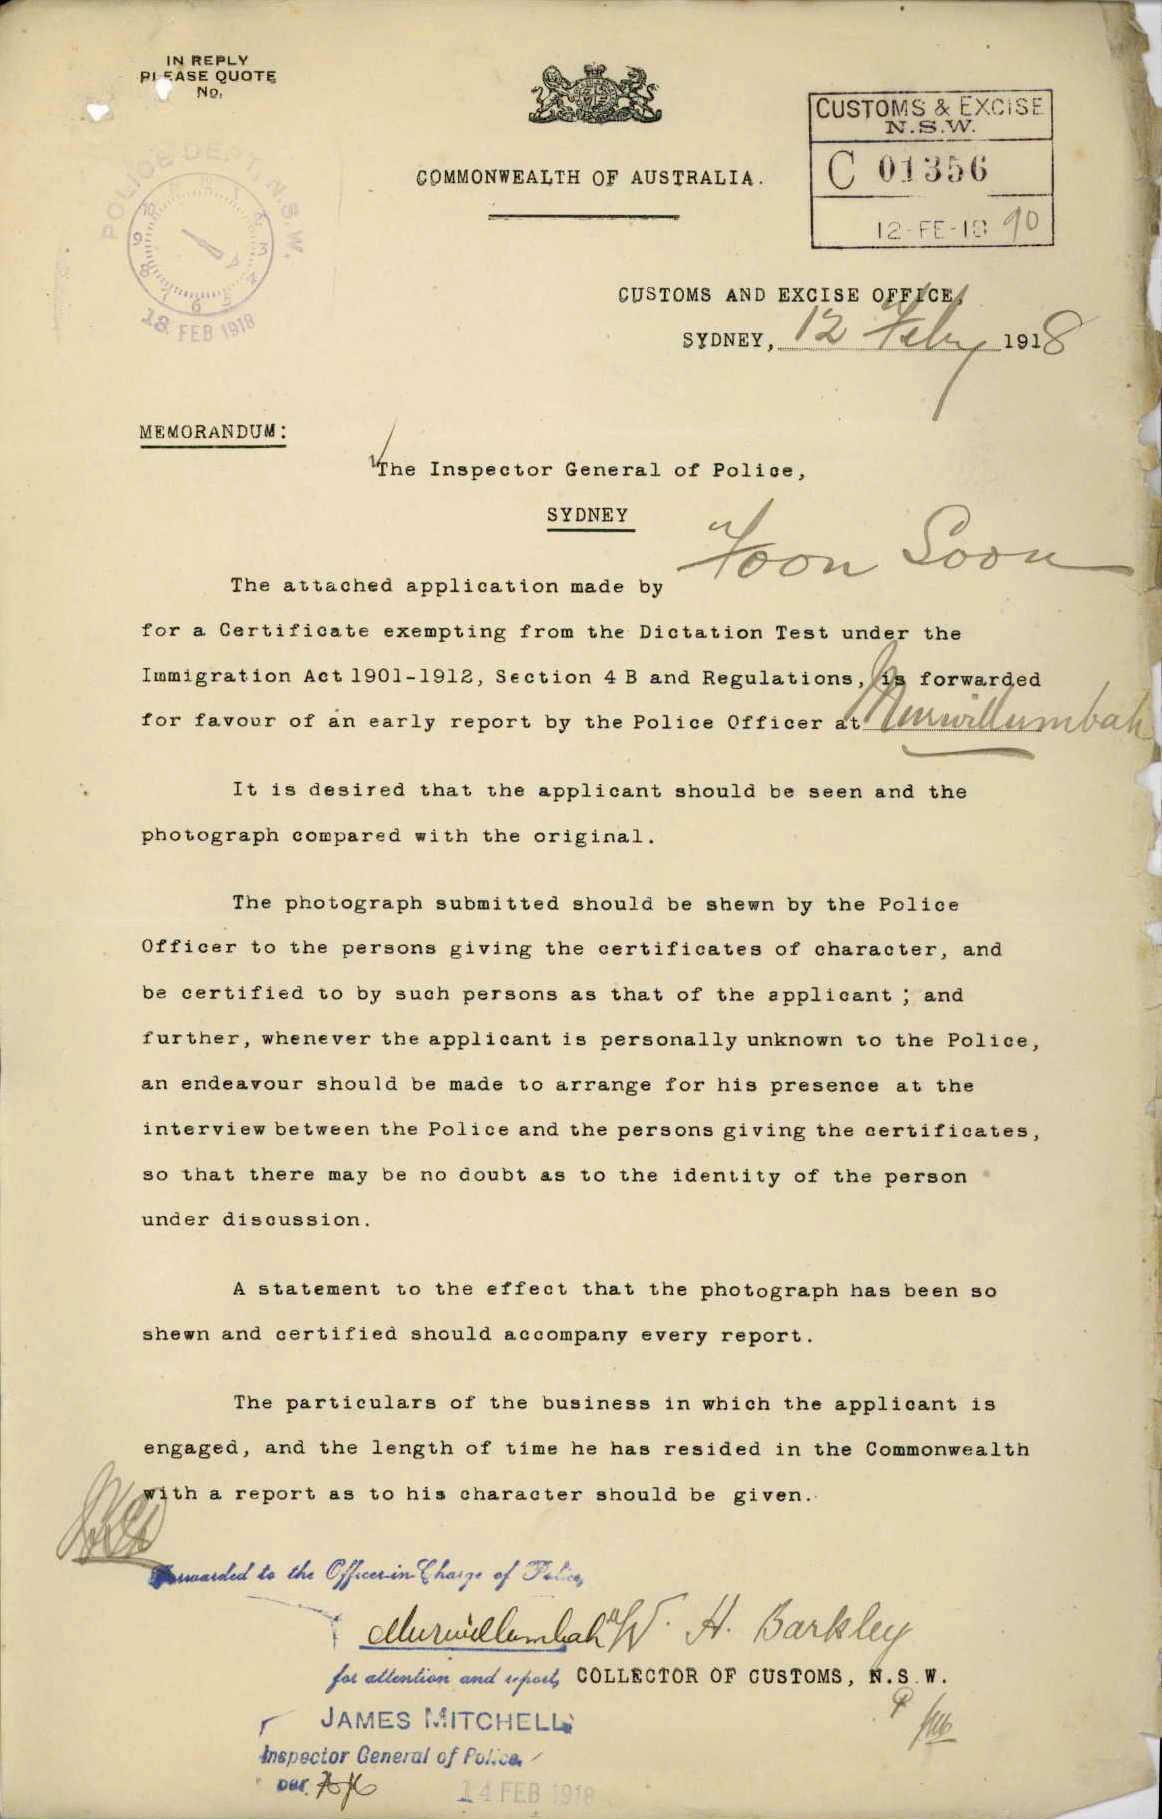 IN REPLY
PLEASE QUOTE
No.
POLICE DEPT N.S.W.
13 FEB 1918
COMMONWEALTH OF AUSTRALIA.
CUSTOMS & EXCISE
N.S.W.
C 01356
12-FE-18 90
CUSTOMS AND EXCISE OFFICE,
SYDNEY, 12 Feby 1918
MEMORANDUM:
The Inspector General of Police,
SYDNEY
The attached application made by Foon Soon
for a Certificate exempting from the Dictation Test under the
Immigration Act 1901-1912, Section 4 B and Regulations, is forwarded
for favour of an early report by the Police Officer at Murwillumbah
It is desired that the applicant should be seen and the
photograph compared with the original.
The photograph submitted should be shewn by the Police
Officer to the persons giving the certificates of character, and
be certified to by such persons as that of the applicant; and
further, whenever the applicant is personally unknown to the Police,
an endeavour should be made to arrange for his presence at the
interview between the Police and the persons giving the certificates,
so that there may be no doubt as to the identity of the person
under discussion.
A statement to the effect that the photograph has been so
shewn and certified should accompany every report.
The particulars of the business in which the applicant is
engaged, and the length of time he has resided in the Commonwealth
with a report as to his character should be given.
Forwarded to the Officer-in-Charge of Police,
Murwillumbah W. H. Barkley
for attention and report, COLLECTOR OF CUSTOMS, N.S.W.
JAMES MITCHELL
Inspector General of Police.
per.
14 FEB 1918